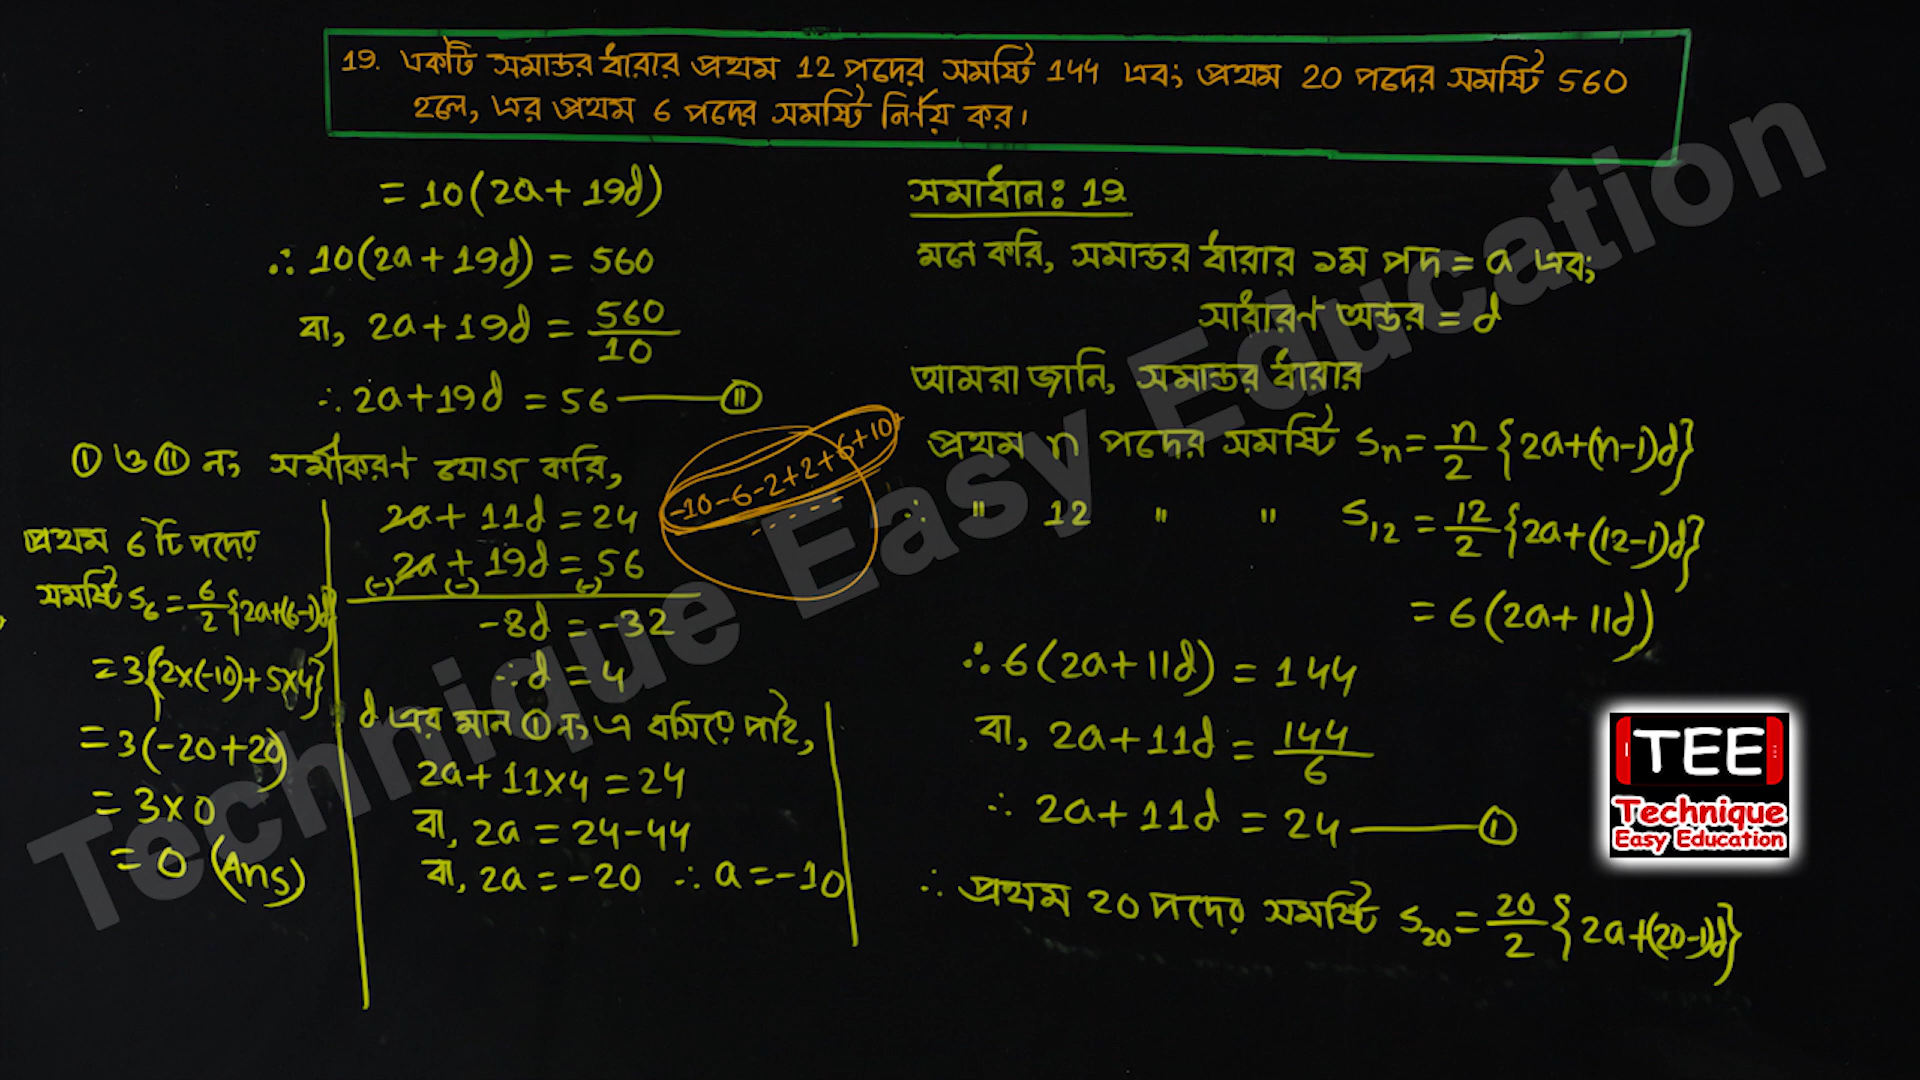 19. একটি সমান্তর ধারার প্রথম 12 পদের সমষ্টি 144 এবং প্রথম 20 পদের সমষ্টি 560
হলে, এর প্রথম 6 পদের সমষ্টি নির্ণয় কর।
সমাধান: 19
মনে করি, সমান্তর ধারার ১ম পদ = a এবং
সাধারণ অন্তর = d
আমরা জানি, সমান্তর ধারার
প্রথম n পদের সমষ্টি Sn = n/2 {2a+(n-1)d}
∴ " 12 " " S12 = 12/2 {2a+(12-1)d}
= 6(2a+11d)
∴ 6(2a+11d) = 144
বা, 2a+11d = 144/6
∴ 2a+11d = 24 —— (I)
∴ প্রথম 20 পদের সমষ্টি S20 = 20/2 {2a+(20-1)d}
= 10(2a+19d)
∴ 10(2a+19d) = 560
বা, 2a+19d = 560/10
∴ 2a+19d = 56 —— (II)
(I) ও (II) নং সমীকরণ যোগ করি,
2a+11d = 24
2a+19d = 56
(-) (-) (-)
-8d = -32
∴ d = 4
d এর মান (I) নং এ বসিয়ে পাই,
2a+11×4 = 24
বা, 2a = 24-44
বা, 2a = -20 ∴ a = -10
প্রথম 6টি পদের
সমষ্টি S6 = 6/2 {2a+(6-1)d}
= 3{2×(-10)+5×4}
= 3(-20+20)
= 3×0
= 0 (Ans)
-10-6-2+2+6+10+
......
TEE
Technique
Easy Education
Technique Easy Education